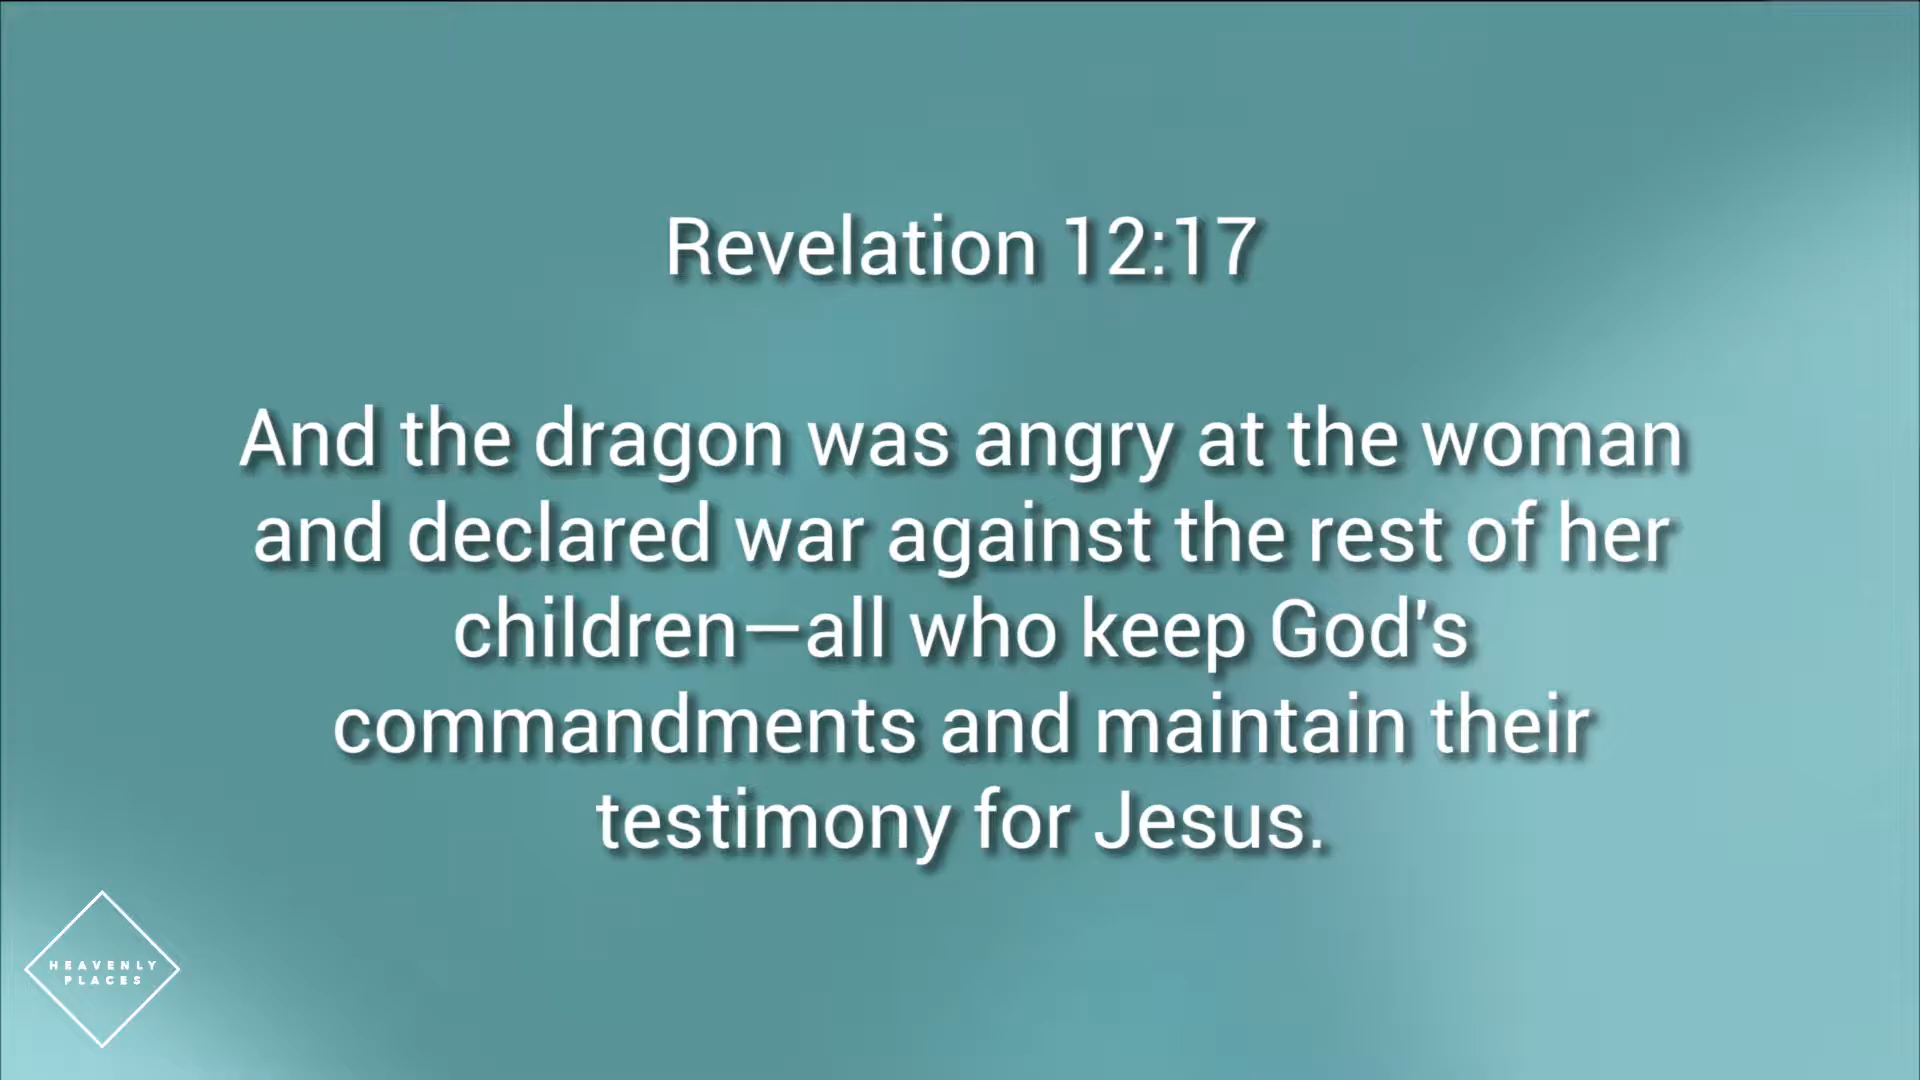 Revelation 12:17
And the dragon was angry at the woman
and declared war against the rest of her
children—all who keep God's
commandments and maintain their
testimony for Jesus.
HEAVENLY
PLACES